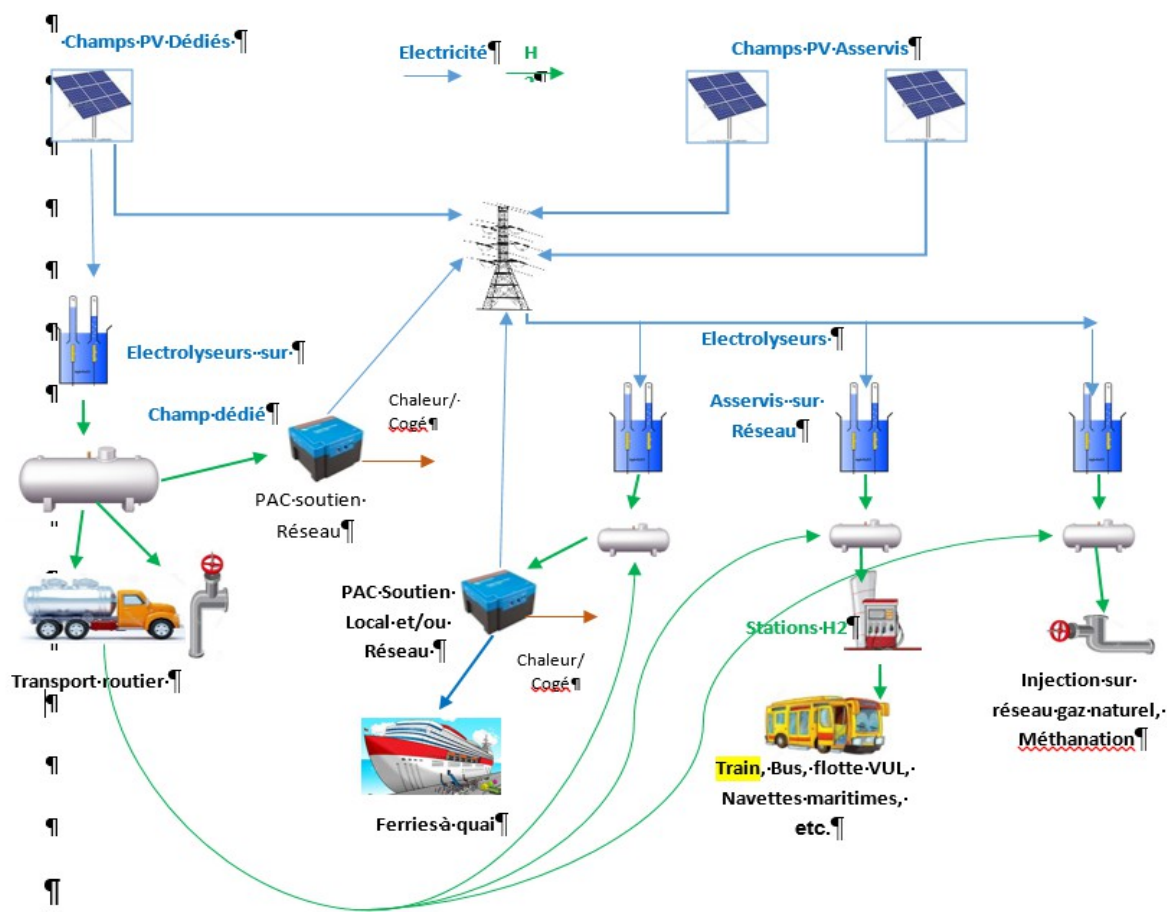 Champs PV Dédiés ¶
Electricité¶
H
2¶
Champs PV Asservis¶
Electrolyseurs sur ¶
Champ dédié¶
Chaleur/
Cogé¶
PAC soutien
Réseau¶
Electrolyseurs ¶
Asservis sur
Réseau¶
PAC Soutien
Local et/ou
Réseau ¶
Chaleur/
Cogé¶
Stations H2¶
Transport routier ¶
Ferries à quai¶
Train, Bus, flotte VUL,
Navettes maritimes,
etc.¶
Injection sur
réseau gaz naturel,
Méthanation¶